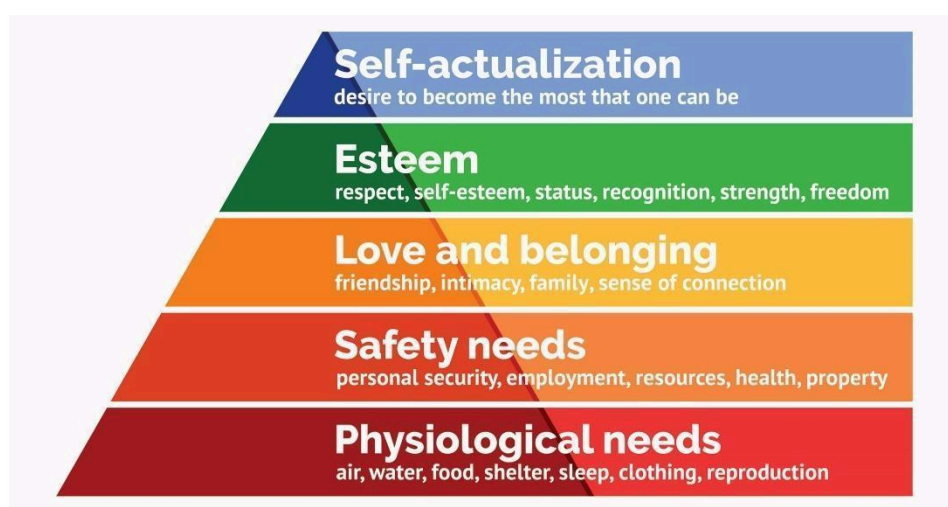 Self-actualization
desire to become the most that one can be
Esteem
respect, self-esteem, status, recognition, strength, freedom
Love and belonging
friendship, intimacy, family, sense of connection
Safety needs
personal security, employment, resources, health, property
Physiological needs
air, water, food, shelter, sleep, clothing, reproduction